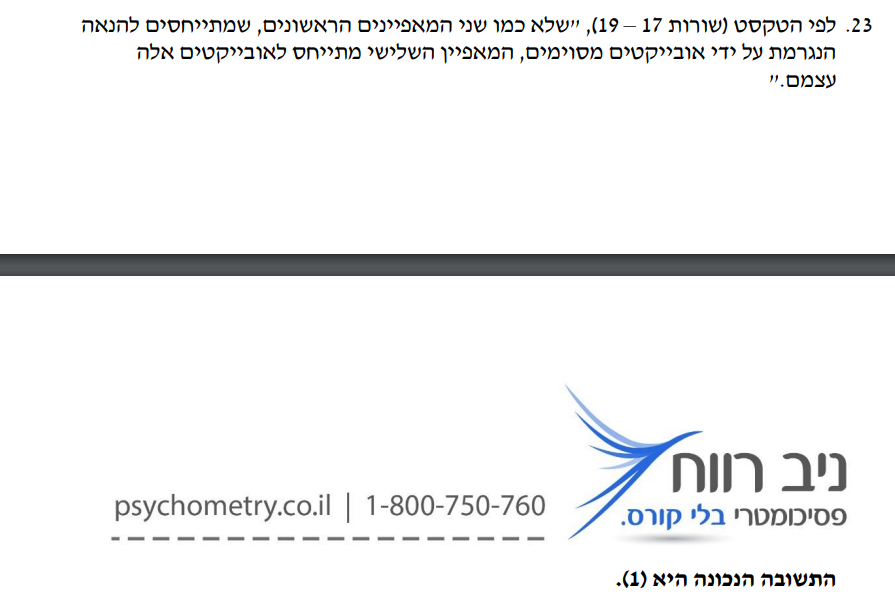 23. לפי הטקסט (שורות 17 – 19), "שלא כמו שני המאפיינים הראשונים, שמתייחסים להנאה
הנגרמת על ידי אובייקטים מסוימים, המאפיין השלישי מתייחס לאובייקטים אלה
עצמם."
ניב רווח
פסיכומטרי בלי קורס.
psychometry.co.il | 1-800-750-760
התשובה הנכונה היא (1).